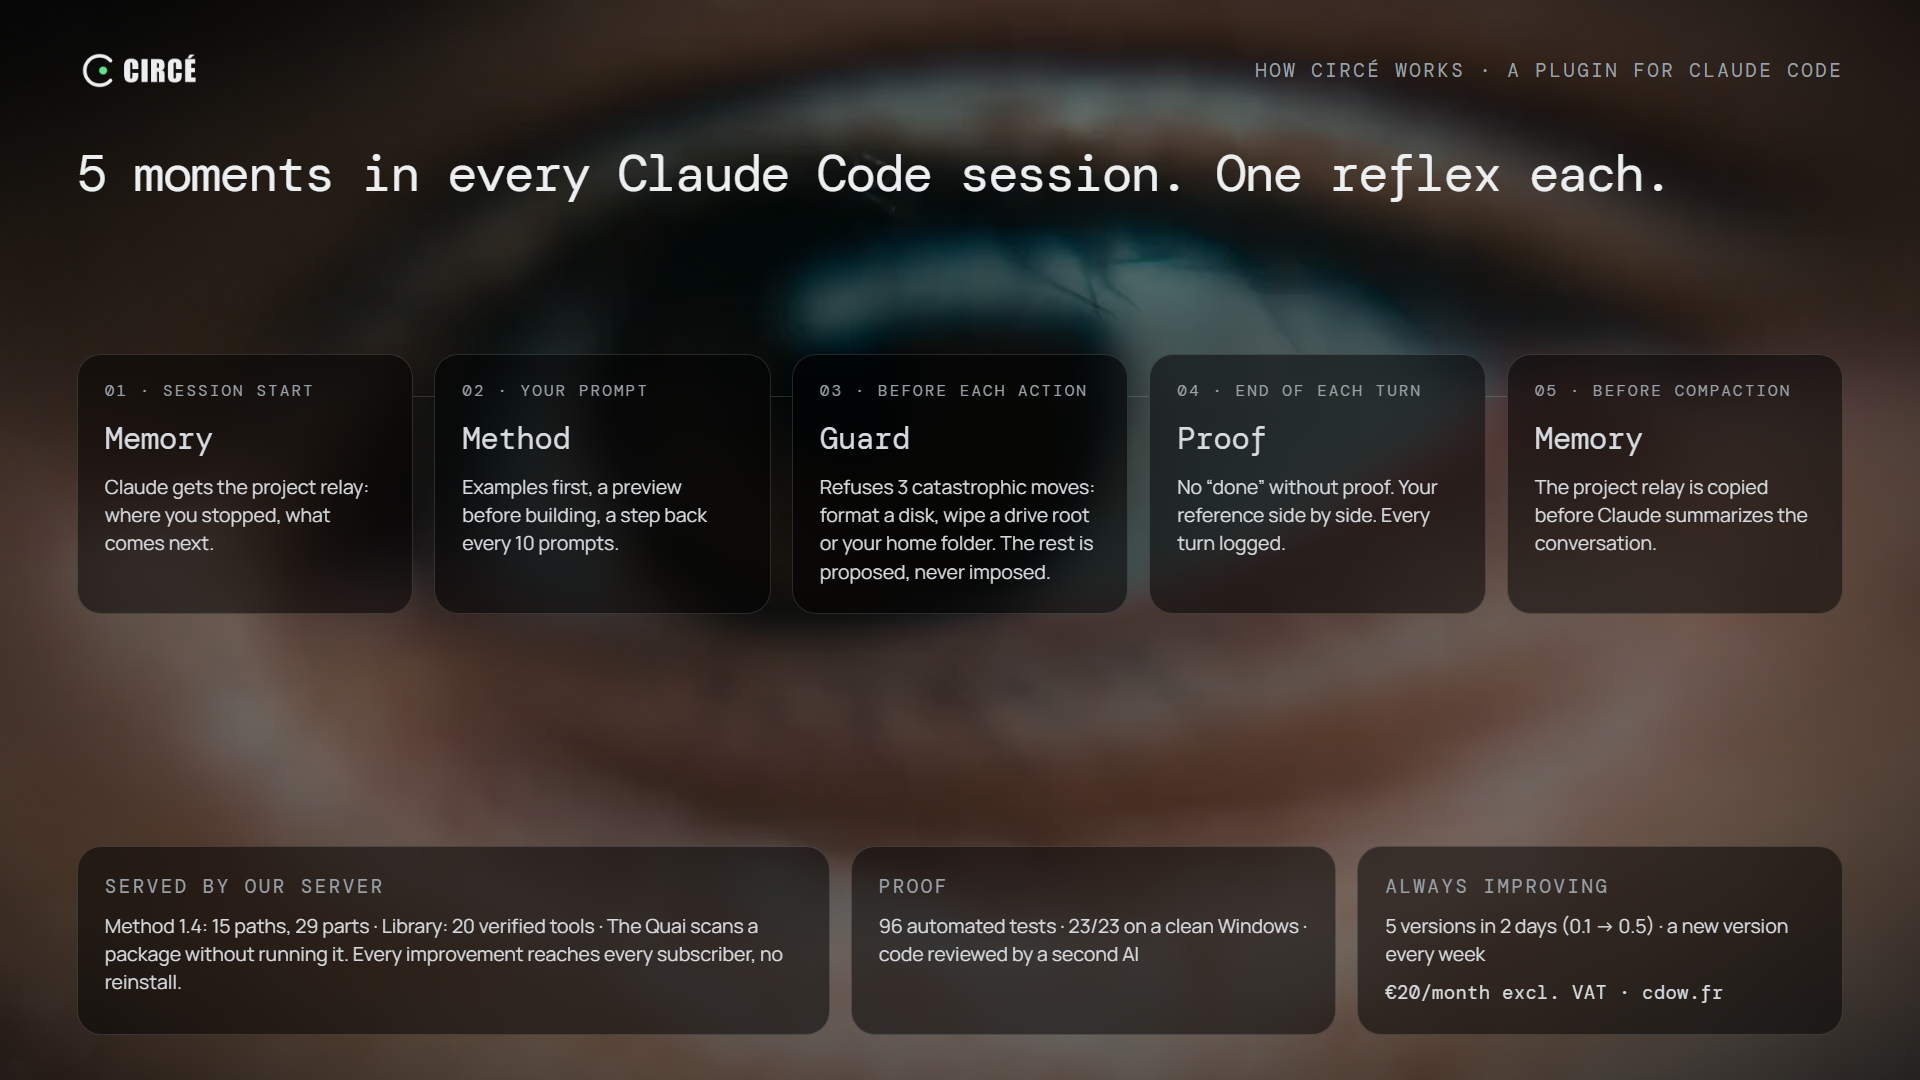 CIRCÉ
HOW CIRCÉ WORKS · A PLUGIN FOR CLAUDE CODE
5 moments in every Claude Code session. One reflex each.
01 · SESSION START
Memory
Claude gets the project relay:
where you stopped, what
comes next.
02 · YOUR PROMPT
Method
Examples first, a preview
before building, a step back
every 10 prompts.
03 · BEFORE EACH ACTION
Guard
Refuses 3 catastrophic moves:
format a disk, wipe a drive root
or your home folder. The rest is
proposed, never imposed.
04 · END OF EACH TURN
Proof
No “done” without proof. Your
reference side by side. Every
turn logged.
05 · BEFORE COMPACTION
Memory
The project relay is copied
before Claude summarizes the
conversation.
SERVED BY OUR SERVER
Method 1.4: 15 paths, 29 parts · Library: 20 verified tools · The Quai scans a
package without running it. Every improvement reaches every subscriber, no
reinstall.
PROOF
96 automated tests · 23/23 on a clean Windows ·
code reviewed by a second AI
ALWAYS IMPROVING
5 versions in 2 days (0.1 → 0.5) · a new version
every week
€20/month excl. VAT · cdow.fr